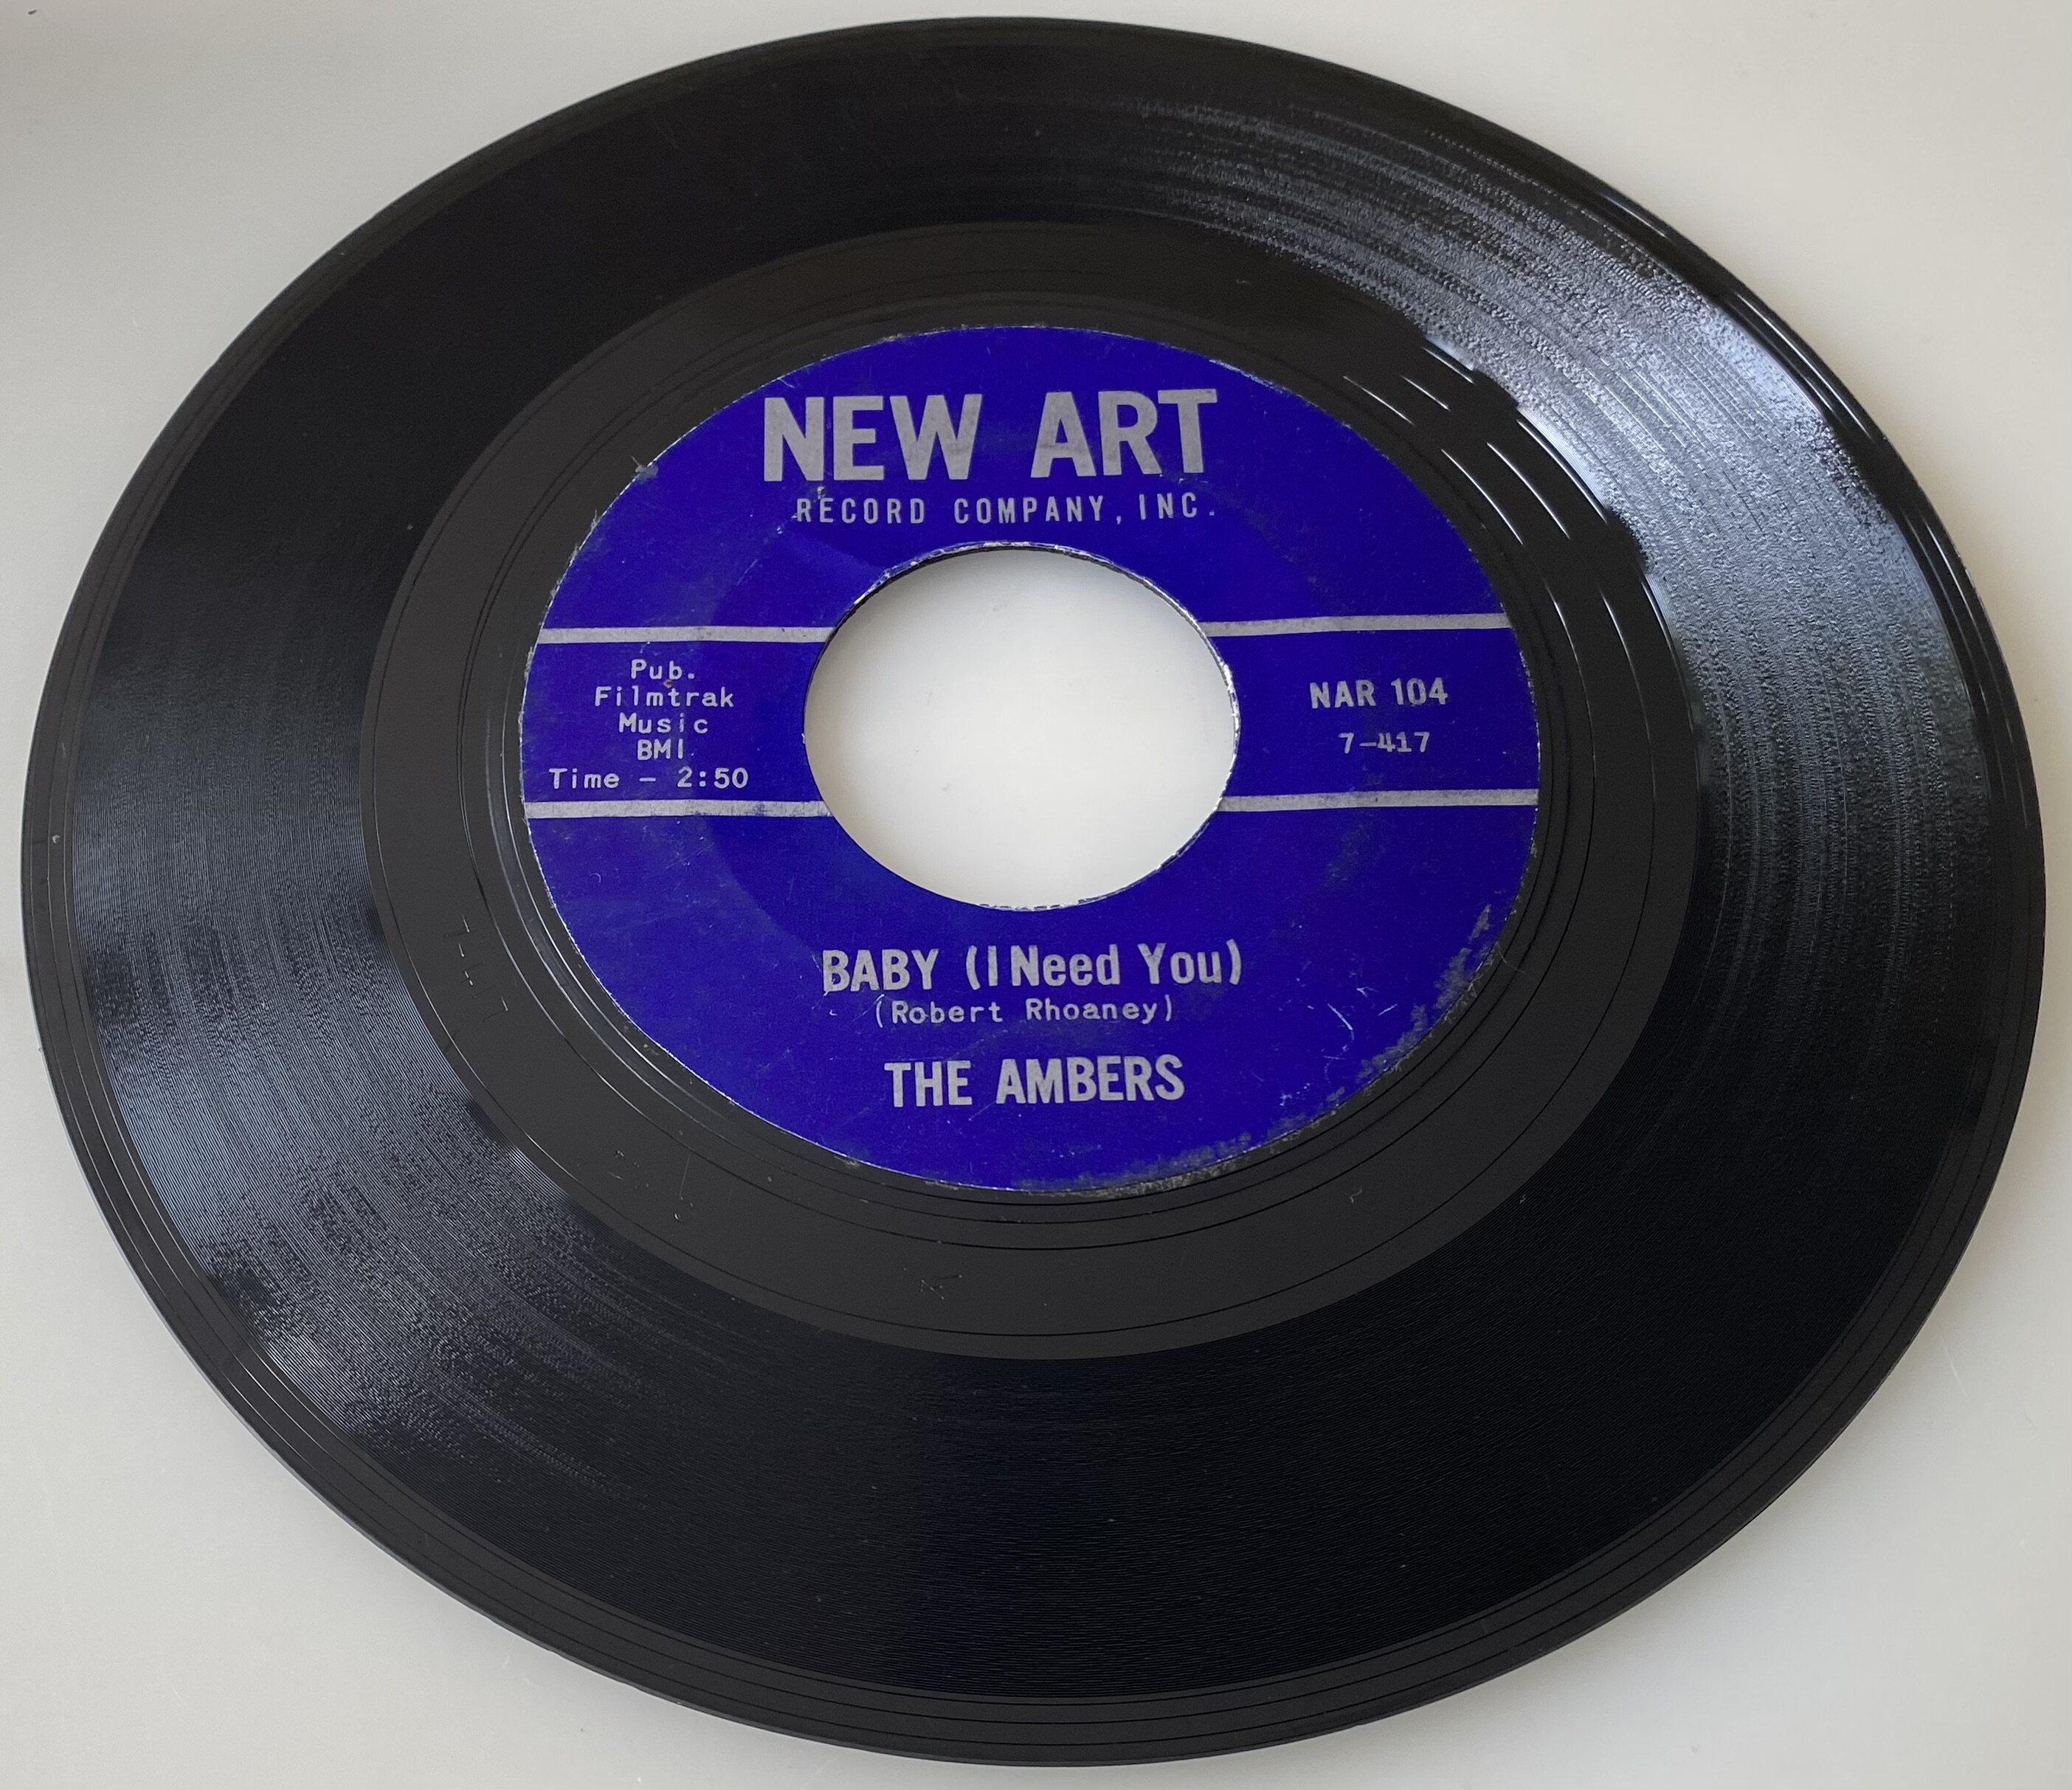 NEW ART
RECORD COMPANY, INC.
Pub.
Filmtrak
Music
BMI
Time - 2:50
NAR 104
7-417
BABY (I Need You)
(Robert Rhoaney)
THE AMBERS